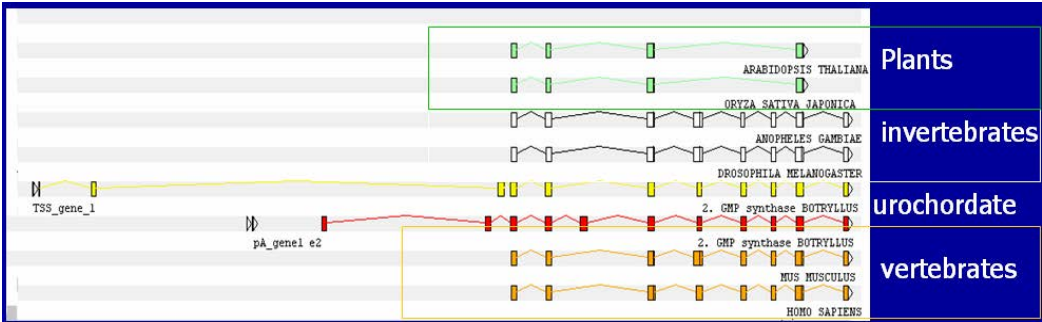 Plants
ARABIDOPSIS THALIANA
ORYZA SATIVA JAPONICA
invertebrates
ANOPHELES GAMBIAE
DROSOPHILA MELANOGASTER
urochordate
TSS_gene_1
2. GMP synthase BOTRYLLUS
pA_gene1 e2
2. GMP synthase BOTRYLLUS
vertebrates
MUS MUSCULUS
HOMO SAPIENS